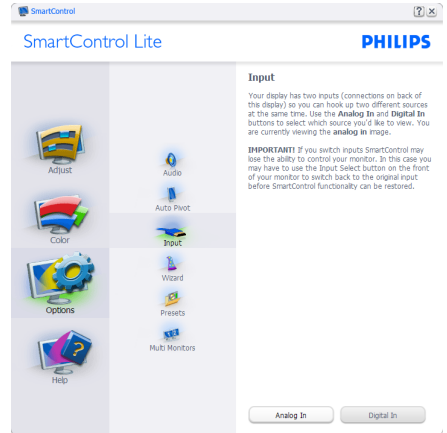 SmartControl
SmartControl Lite
PHILIPS
Adjust
Color
Options
Help
Audio
Auto Pivot
Input
Wizard
Presets
Multi Monitors
Input
Your display has two inputs (connections on back of
this display) so you can hook up two different sources
at the same time. Use the Analog In and Digital In
buttons to select which source you'd like to view. You
are currently viewing the analog in image.
IMPORTANT! If you switch inputs SmartControl may
lose the ability to control your monitor. In this case you
may have to use the Input Select button on the front
of your monitor to switch back to the original input
before SmartControl functionality can be restored.
Analog In
Digital In